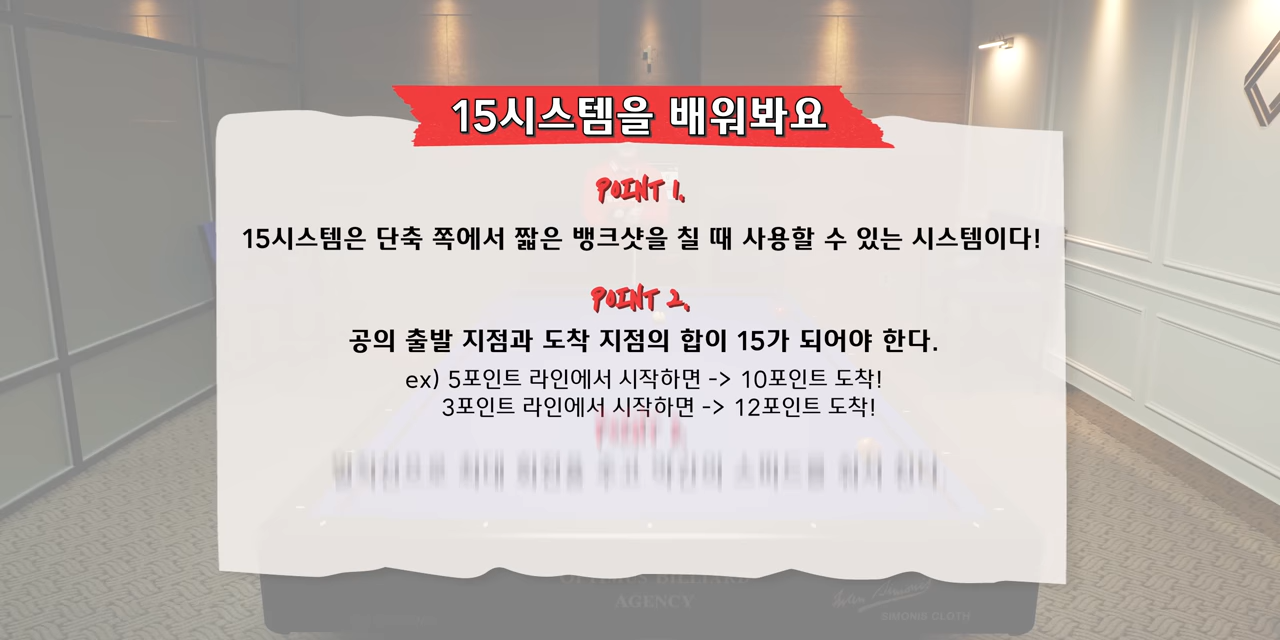 15시스템을 배워봐요
POINT 1.
15시스템은 단축 쪽에서 짧은 뱅크샷을 칠 때 사용할 수 있는 시스템이다!
POINT 2.
공의 출발 지점과 도착 지점의 합이 15가 되어야 한다.
ex) 5포인트 라인에서 시작하면 -> 10포인트 도착!
3포인트 라인에서 시작하면 -> 12포인트 도착!
AGENCY
SIMONIS CLOTH